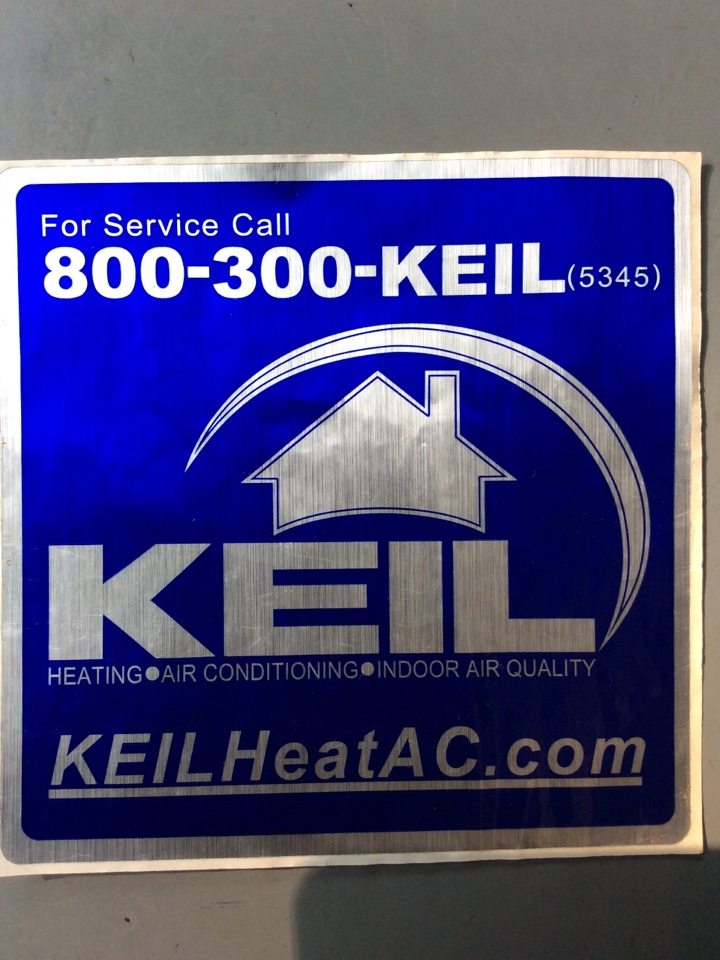 For Service Call
800-300-KEIL(5345)
KEIL
HEATING●AIR CONDITIONING●INDOOR AIR QUALITY
KEILHeatAC.com